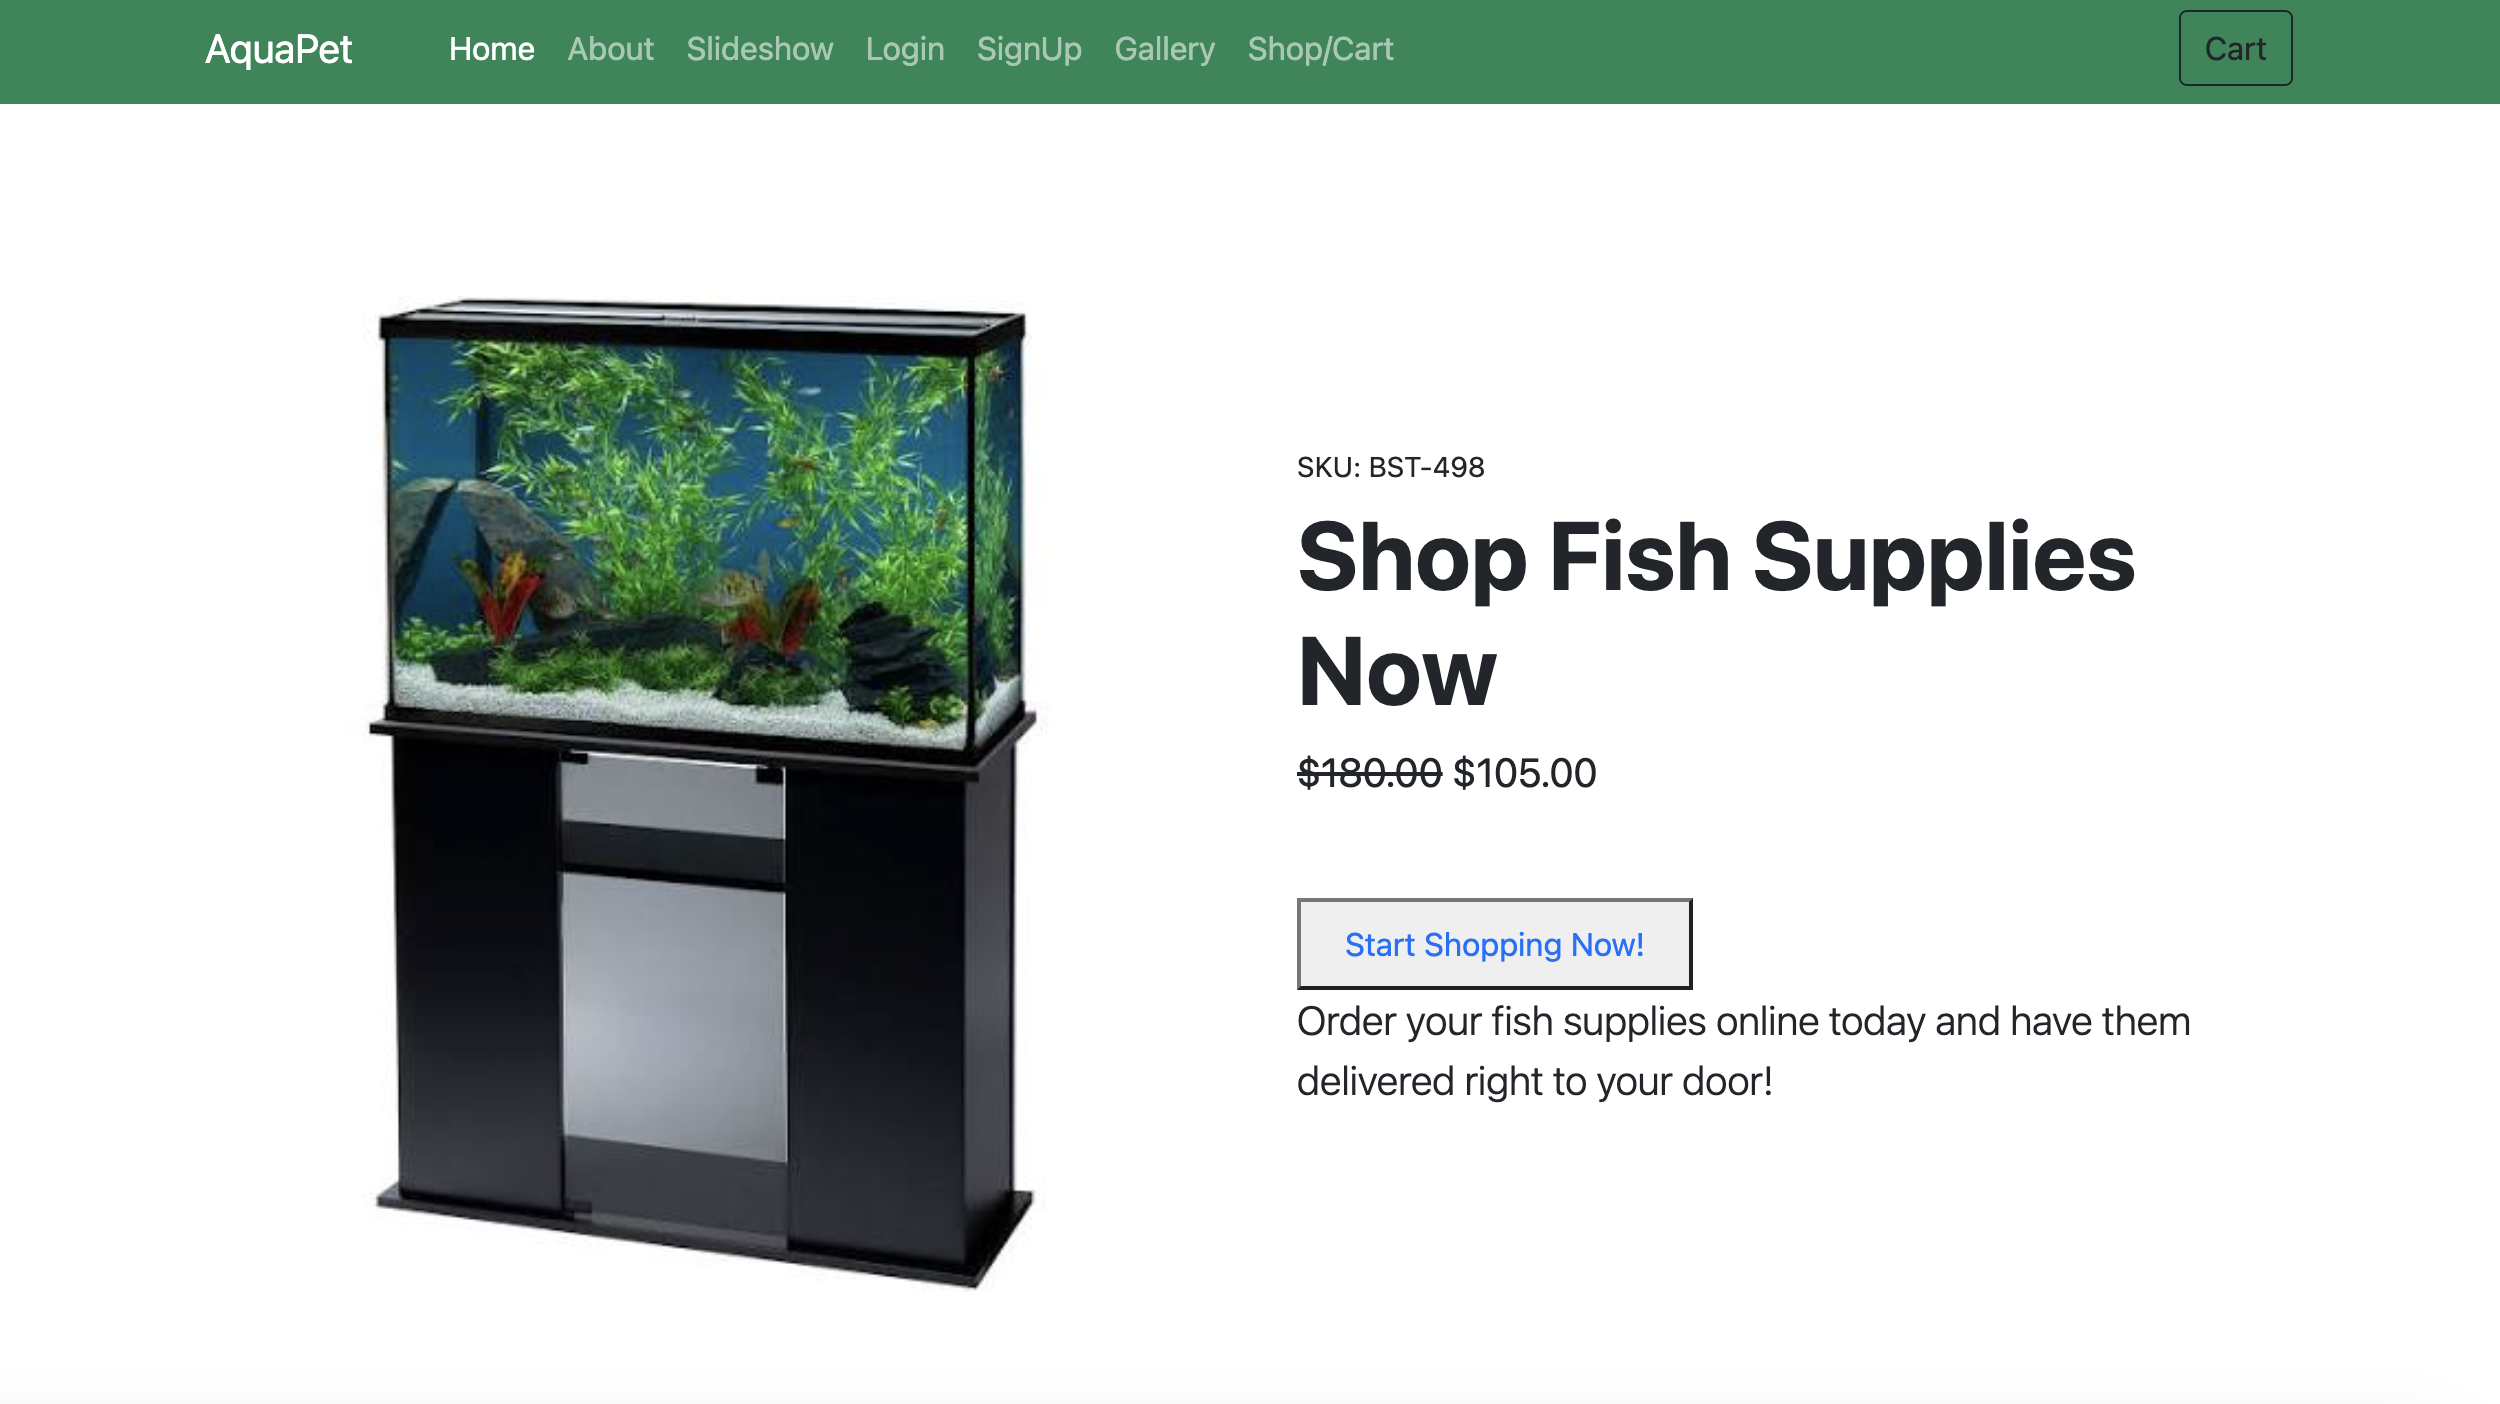 AquaPet Home About Slideshow Login SignUp Gallery Shop/Cart Cart
SKU: BST-498
Shop Fish Supplies
Now
$180.00 $105.00
Start Shopping Now!
Order your fish supplies online today and have them
delivered right to your door!